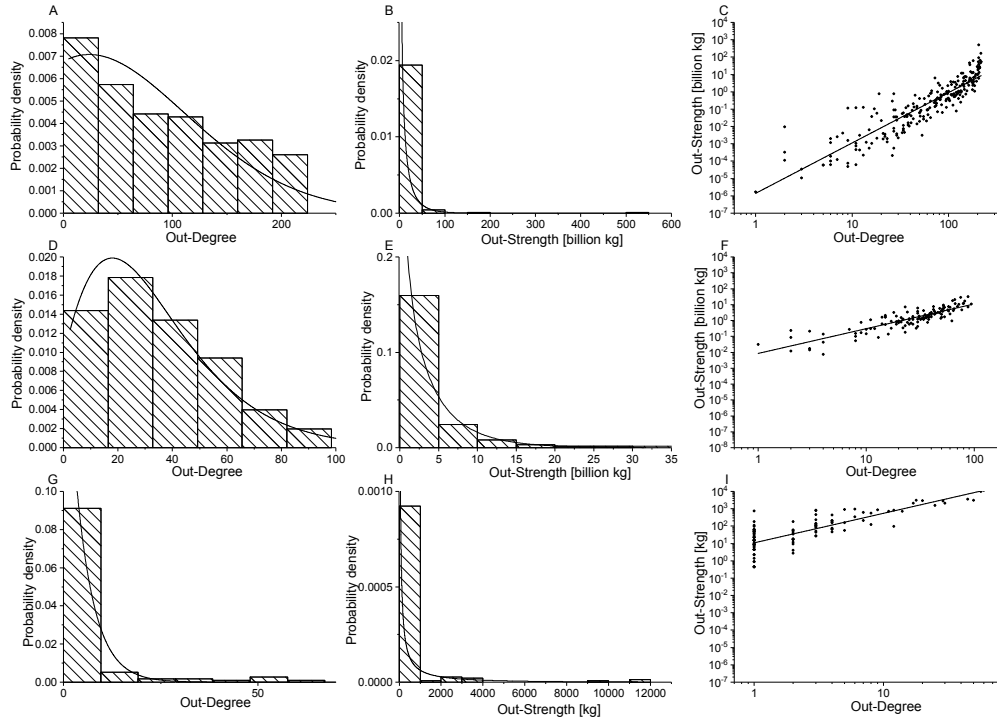 A
0.008
0.007
0.006
0.005
0.004
0.003
0.002
0.001
0.000
Probability density
100
200
Out-Degree
B
0.02
0.01
0.00
Probability density
0 100 200 300 400 500 600
Out-Strength [billion kg]
C
10^4
10^3
10^2
10^1
10^0
10^-1
10^-2
10^-3
10^-4
10^-5
10^-6
10^-7
Out-Strength [billion kg]
1 10 100
Out-Degree
D
0.020
0.018
0.016
0.014
0.012
0.010
0.008
0.006
0.004
0.002
0.000
Probability density
0 20 40 60 80 100
Out-Degree
E
0.2
0.1
0.0
Probability density
0 5 10 15 20 25 30 35
Out-Strength [billion kg]
F
10^4
10^3
10^2
10^1
10^0
10^-1
10^-2
10^-3
10^-4
10^-5
10^-6
10^-7
10^-8
Out-Strength [billion kg]
1 10 100
Out-Degree
G
0.10
0.08
0.06
0.04
0.02
0.00
Probability density
0 50
Out-Degree
H
0.0010
0.0005
0.0000
Probability density
0 2000 4000 6000 8000 10000 12000
Out-Strength [kg]
I
10^4
10^3
10^2
10^1
10^0
10^-1
10^-2
10^-3
10^-4
10^-5
10^-6
10^-7
Out-Strength [kg]
1 10
Out-Degree